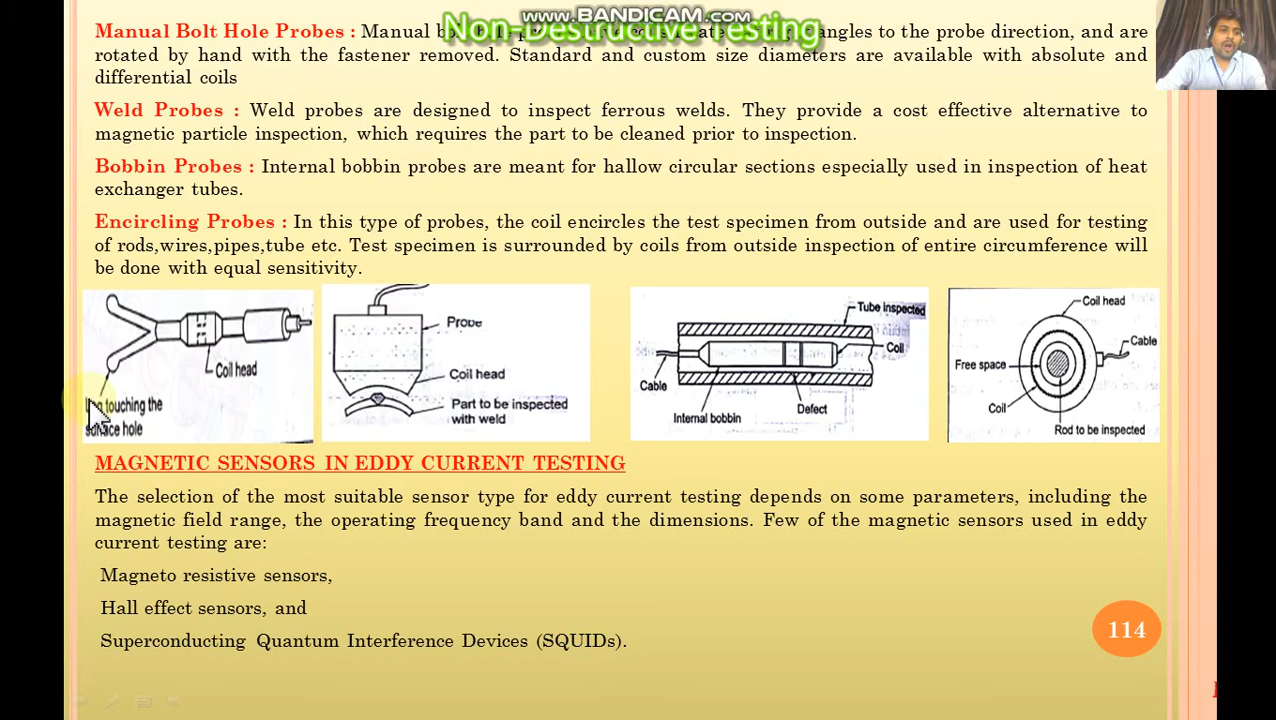 www.BANDICAM.com
Non-Destructive Testing
Manual Bolt Hole Probes : Manual angles to the probe direction, and are
rotated by hand with the fastener removed. Standard and custom size diameters are available with absolute and
differential coils
Weld Probes : Weld probes are designed to inspect ferrous welds. They provide a cost effective alternative to
magnetic particle inspection, which requires the part to be cleaned prior to inspection.
Bobbin Probes : Internal bobbin probes are meant for hallow circular sections especially used in inspection of heat
exchanger tubes.
Encircling Probes : In this type of probes, the coil encircles the test specimen from outside and are used for testing
of rods,wires,pipes,tube etc. Test specimen is surrounded by coils from outside inspection of entire circumference will
be done with equal sensitivity.
Coil head
touching the
hole
Probe
Coil head
Part to be inspected
with weld
Tube inspected
Coil
Cable
Defect
Internal bobbin
Coil head
Cable
Free space
Coil
Rod to be inspected
MAGNETIC SENSORS IN EDDY CURRENT TESTING
The selection of the most suitable sensor type for eddy current testing depends on some parameters, including the
magnetic field range, the operating frequency band and the dimensions. Few of the magnetic sensors used in eddy
current testing are:
Magneto resistive sensors,
Hall effect sensors, and
Superconducting Quantum Interference Devices (SQUIDs).
114